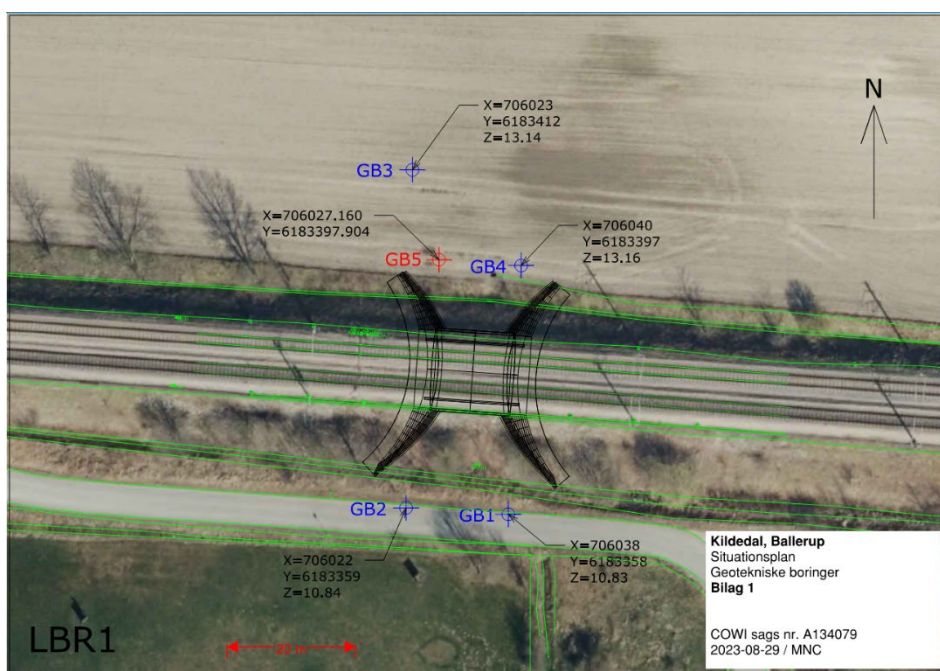 N
X=706023
Y=6183412
Z=13.14
GB3
X=706027.160
Y=6183397.904
X=706040
Y=6183397
Z=13.16
GB5
GB4
GB2
GB1
X=706022
Y=6183359
Z=10.84
X=706038
Y=6183358
Z=10.83
LBR1
20 m
Kildedal, Ballerup
Situationsplan
Geotekniske boringer
Bilag 1
COWI sags nr. A134079
2023-08-29 / MNC